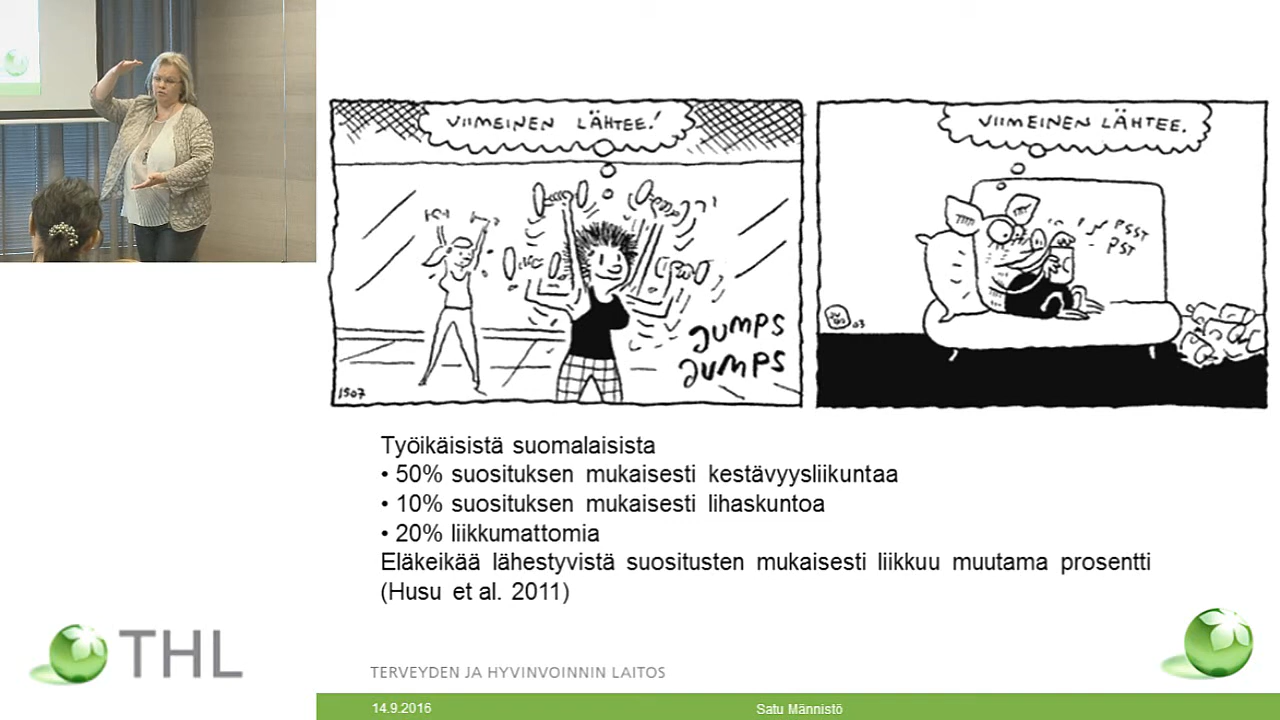 VIIMEINEN LÄHTEE!
JUMPS
JUMPS
1507
VIIMEINEN LÄHTEE.
PSST
PST
03
Työikäisistä suomalaisista
• 50% suosituksen mukaisesti kestävyysliikuntaa
• 10% suosituksen mukaisesti lihaskuntoa
• 20% liikkumattomia
Eläkeikää lähestyvistä suositusten mukaisesti liikkuu muutama prosentti
(Husu et al. 2011)
THL
TERVEYDEN JA HYVINVOINNIN LAITOS
14.9.2016
Satu Männistö